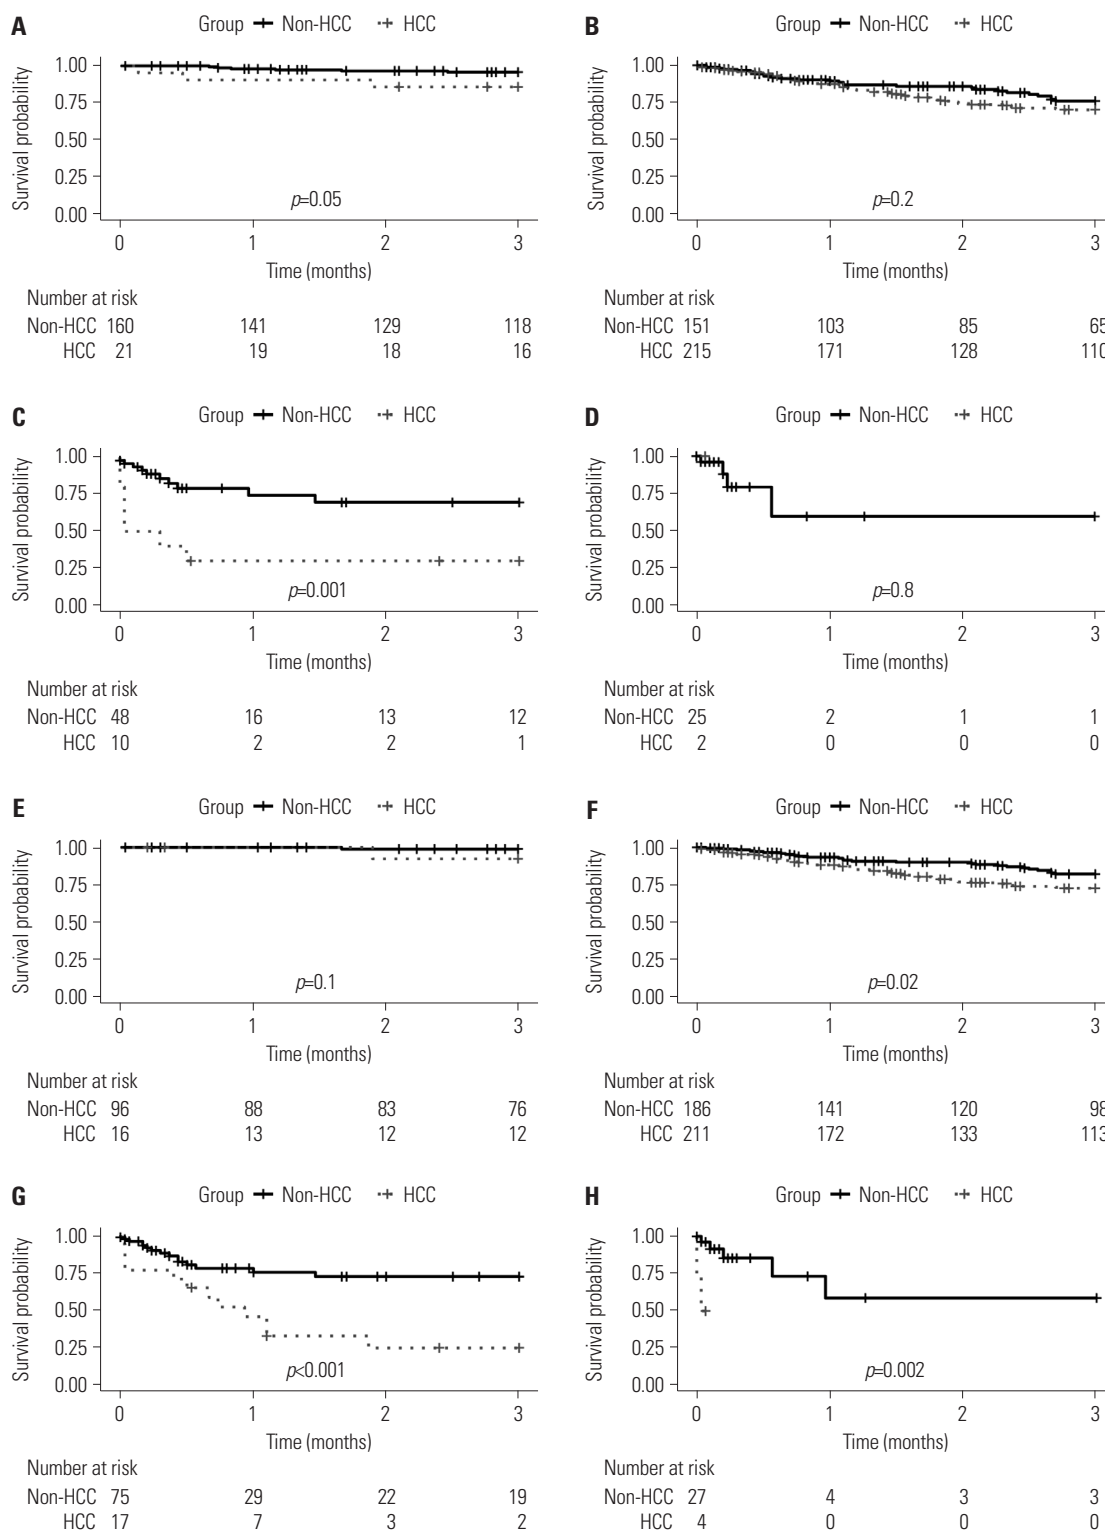 A
Group Non-HCC HCC
Survival probability
1.00
0.75
0.50
0.25
0.00
p=0.05
0 1 2 3
Time (months)
Number at risk
Non-HCC 160 141 129 118
HCC 21 19 18 16
B
Group Non-HCC HCC
Survival probability
1.00
0.75
0.50
0.25
0.00
p=0.2
0 1 2 3
Time (months)
Number at risk
Non-HCC 151 103 85 65
HCC 215 171 128 110
C
Group Non-HCC HCC
Survival probability
1.00
0.75
0.50
0.25
0.00
p=0.001
0 1 2 3
Time (months)
Number at risk
Non-HCC 48 16 13 12
HCC 10 2 2 1
D
Group Non-HCC HCC
Survival probability
1.00
0.75
0.50
0.25
0.00
p=0.8
0 1 2 3
Time (months)
Number at risk
Non-HCC 25 2 1 1
HCC 2 0 0 0
E
Group Non-HCC HCC
Survival probability
1.00
0.75
0.50
0.25
0.00
p=0.1
0 1 2 3
Time (months)
Number at risk
Non-HCC 96 88 83 76
HCC 16 13 12 12
F
Group Non-HCC HCC
Survival probability
1.00
0.75
0.50
0.25
0.00
p=0.02
0 1 2 3
Time (months)
Number at risk
Non-HCC 186 141 120 98
HCC 211 172 133 113
G
Group Non-HCC HCC
Survival probability
1.00
0.75
0.50
0.25
0.00
p<0.001
0 1 2 3
Time (months)
Number at risk
Non-HCC 75 29 22 19
HCC 17 7 3 2
H
Group Non-HCC HCC
Survival probability
1.00
0.75
0.50
0.25
0.00
p=0.002
0 1 2 3
Time (months)
Number at risk
Non-HCC 27 4 3 3
HCC 4 0 0 0